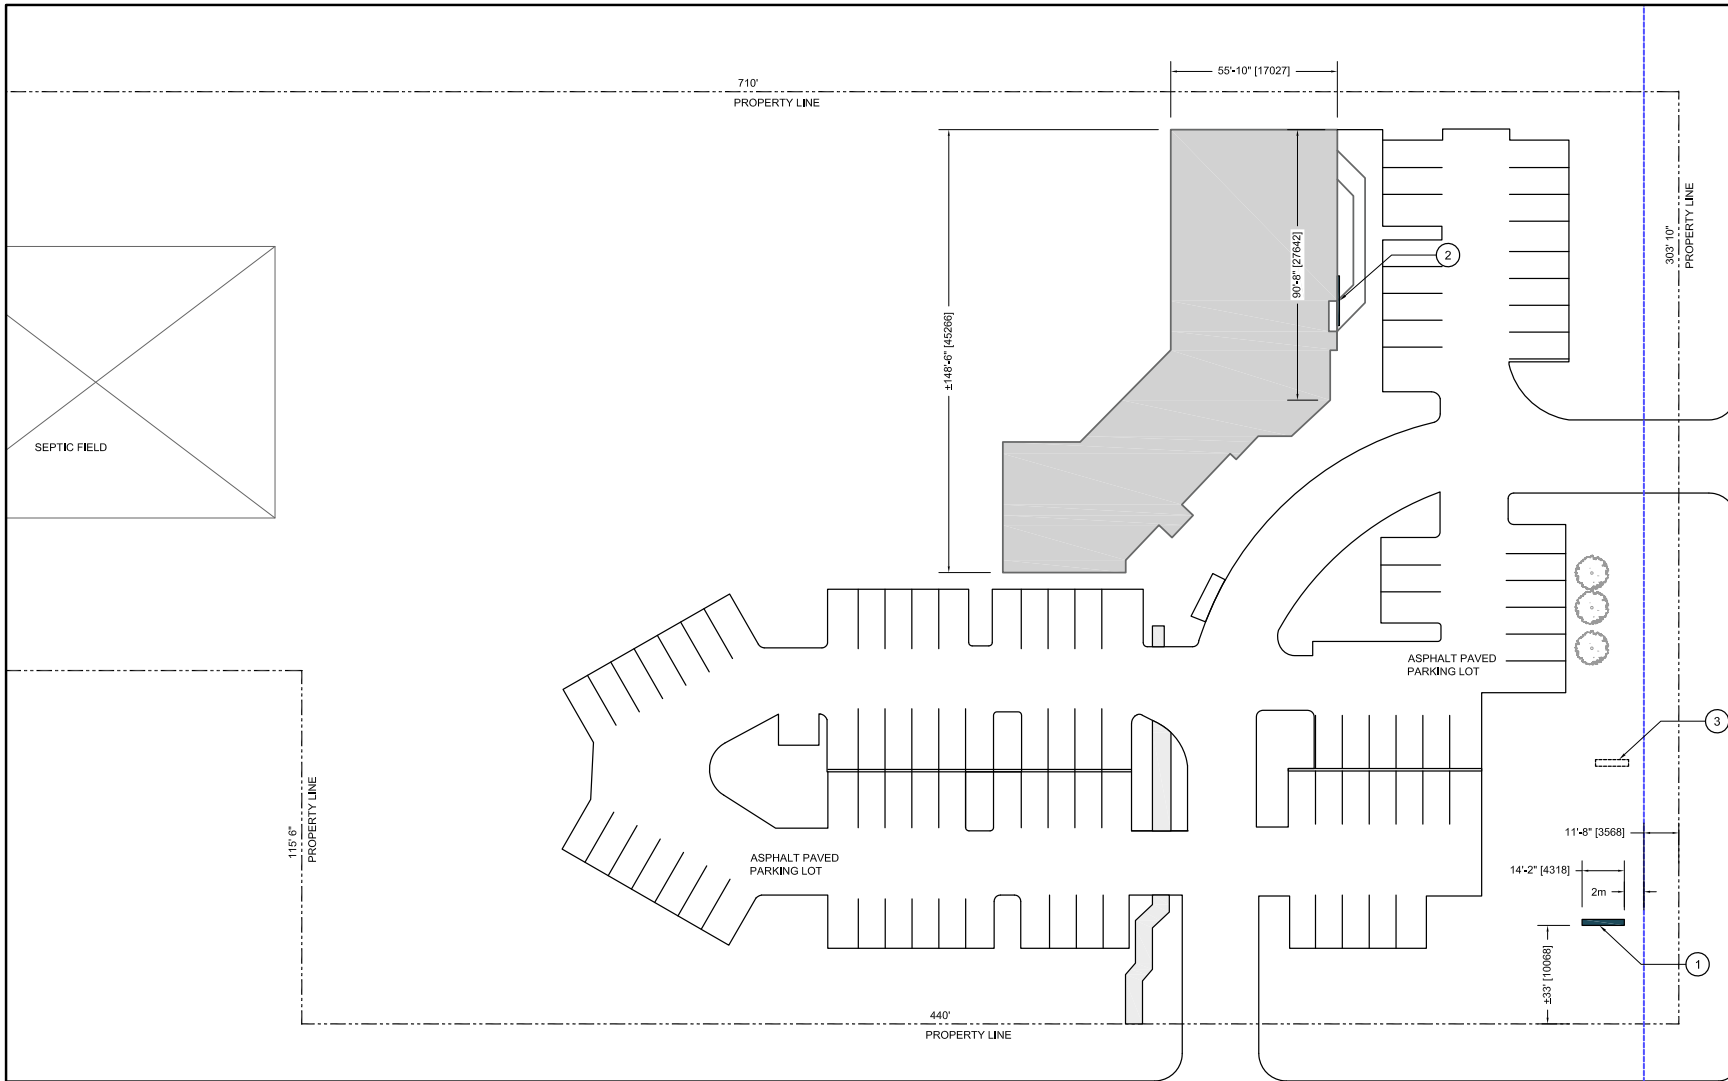 55'-10" [17027]
710'
PROPERTY LINE
303' 10"
PROPERTY LINE
90'-8" [27642]
2
±148'-6" [45266]
SEPTIC FIELD
ASPHALT PAVED
PARKING LOT
3
115' 6"
PROPERTY LINE
11'-8" [3568]
ASPHALT PAVED
PARKING LOT
14'-2" [4318]
2m
1
±33' [10068]
440'
PROPERTY LINE